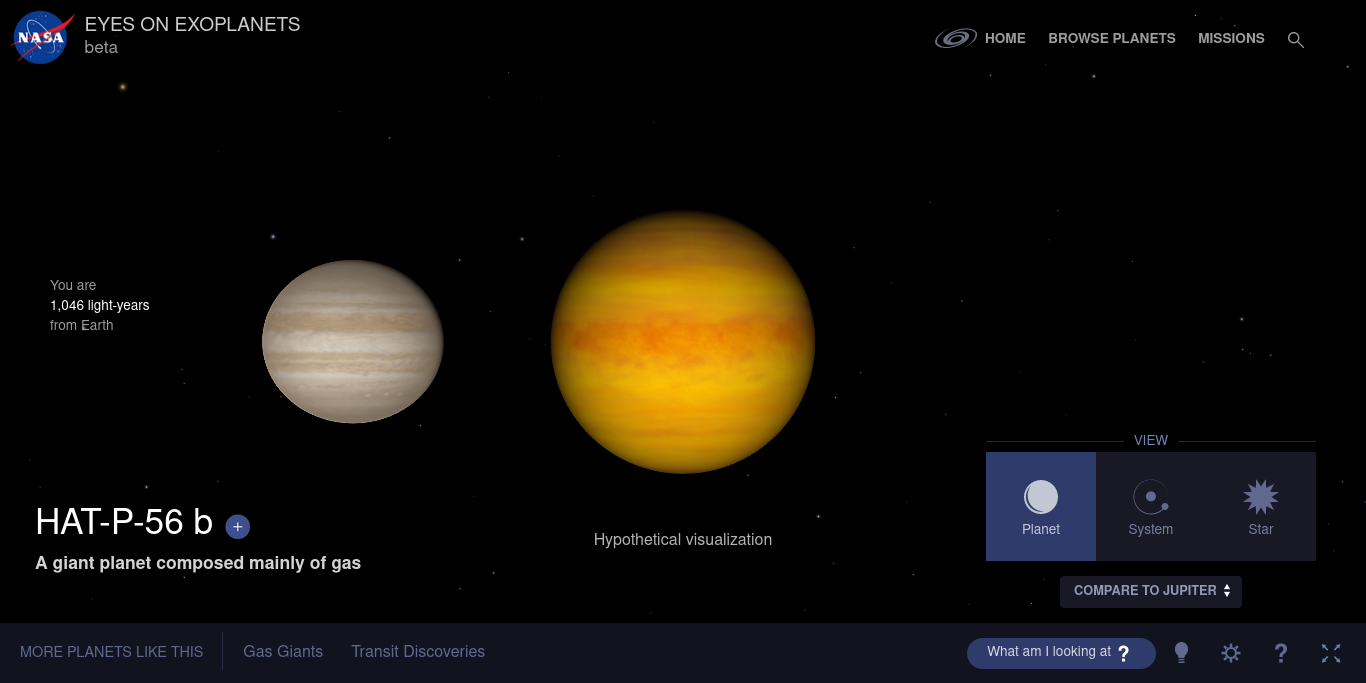 NASA
EYES ON EXOPLANETS
beta
HOME
BROWSE PLANETS
MISSIONS
You are
1,046 light-years
from Earth
HAT-P-56 b +
A giant planet composed mainly of gas
Hypothetical visualization
VIEW
Planet
System
Star
COMPARE TO JUPITER
MORE PLANETS LIKE THIS
Gas Giants
Transit Discoveries
What am I looking at ?
?